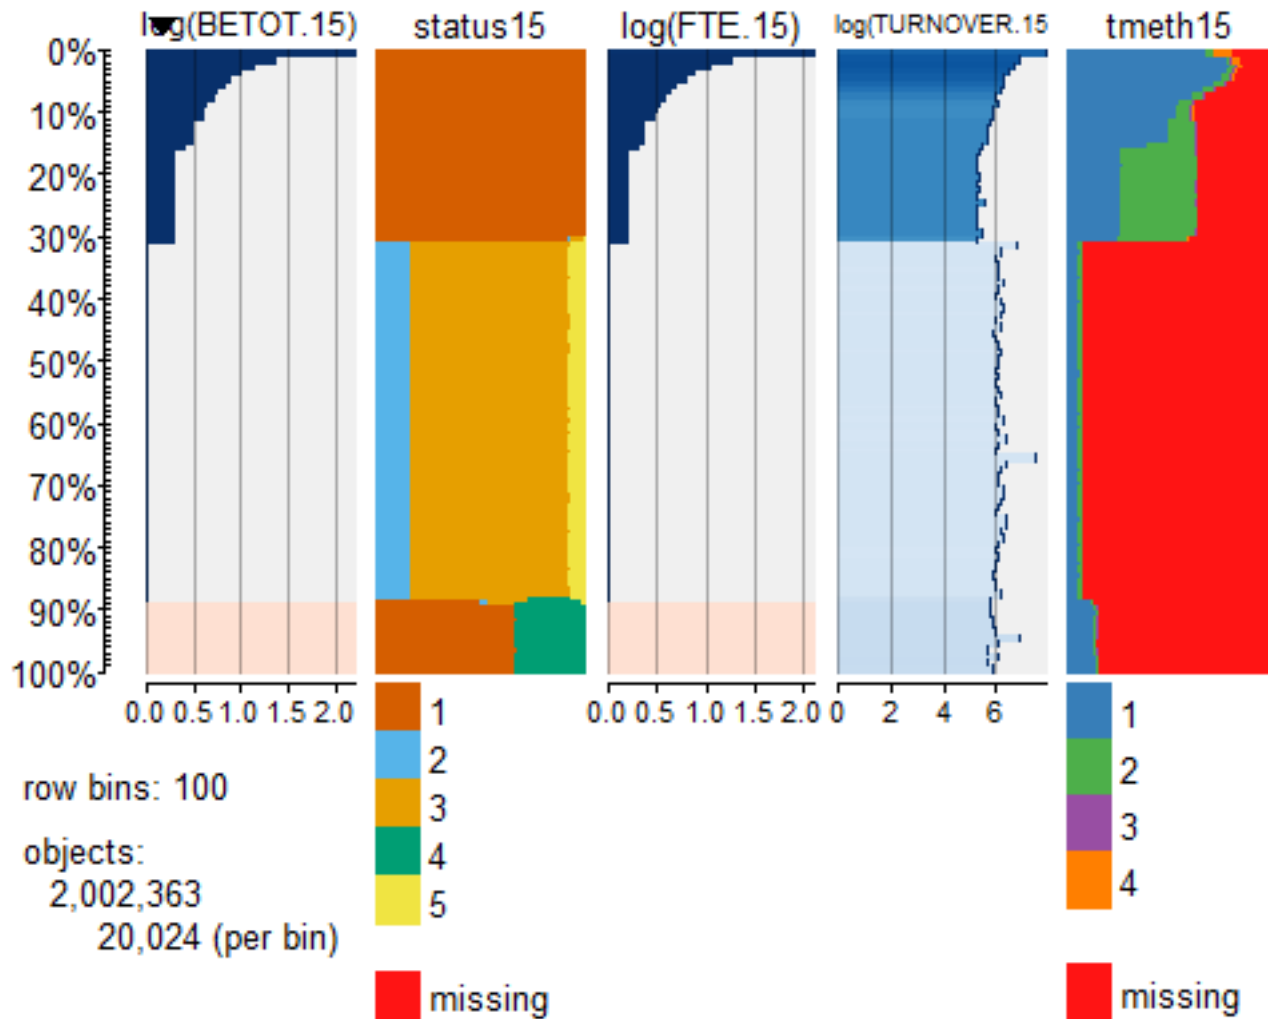 log(BETOT.15) status15 log(FTE.15) log(TURNOVER.15 tmeth15
0%
10%
20%
30%
40%
50%
60%
70%
80%
90%
100%
0.0 0.5 1.0 1.5 2.0 0.0 0.5 1.0 1.5 2.0 0 2 4 6
1 1
2 2
3 3
4 4
5
missing missing
row bins: 100
objects:
2,002,363
20,024 (per bin)